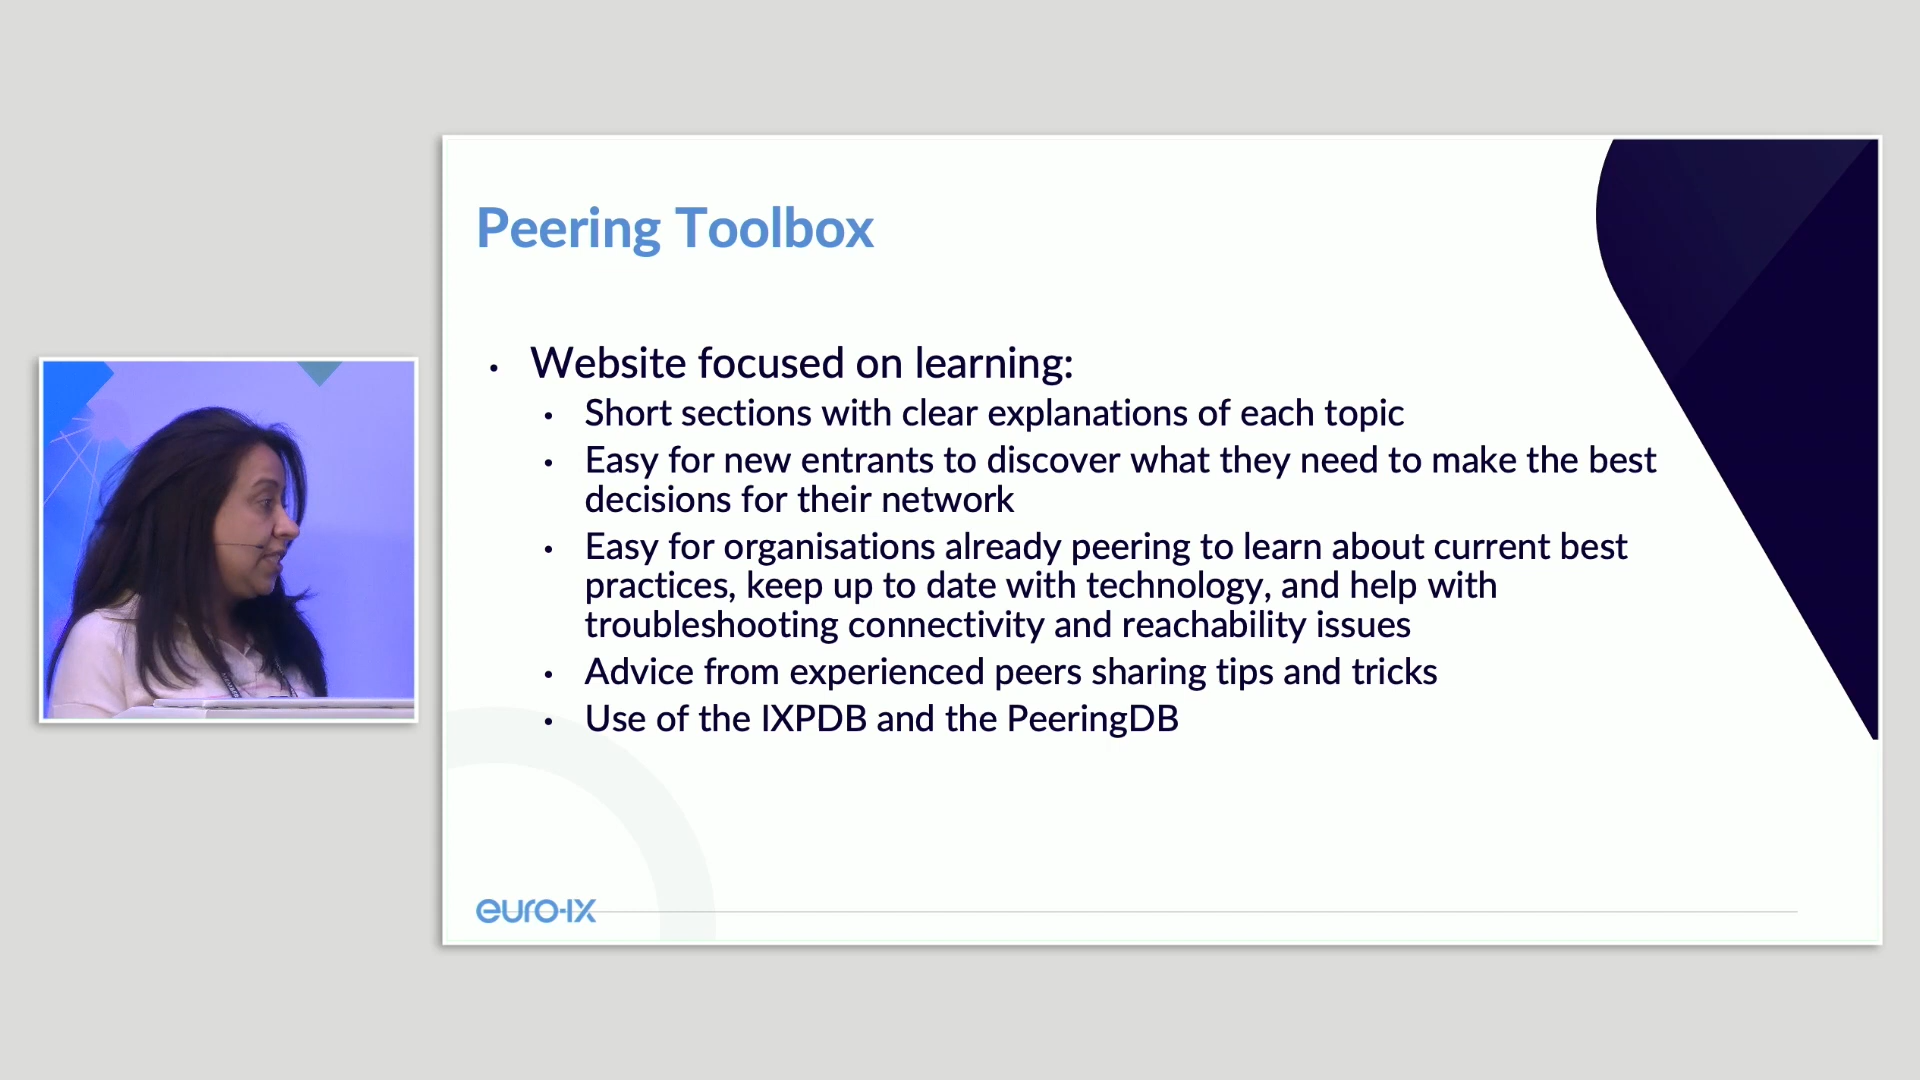 Peering Toolbox
• Website focused on learning:
• Short sections with clear explanations of each topic
• Easy for new entrants to discover what they need to make the best
decisions for their network
• Easy for organisations already peering to learn about current best
practices, keep up to date with technology, and help with
troubleshooting connectivity and reachability issues
• Advice from experienced peers sharing tips and tricks
• Use of the IXPDB and the PeeringDB
euro-IX